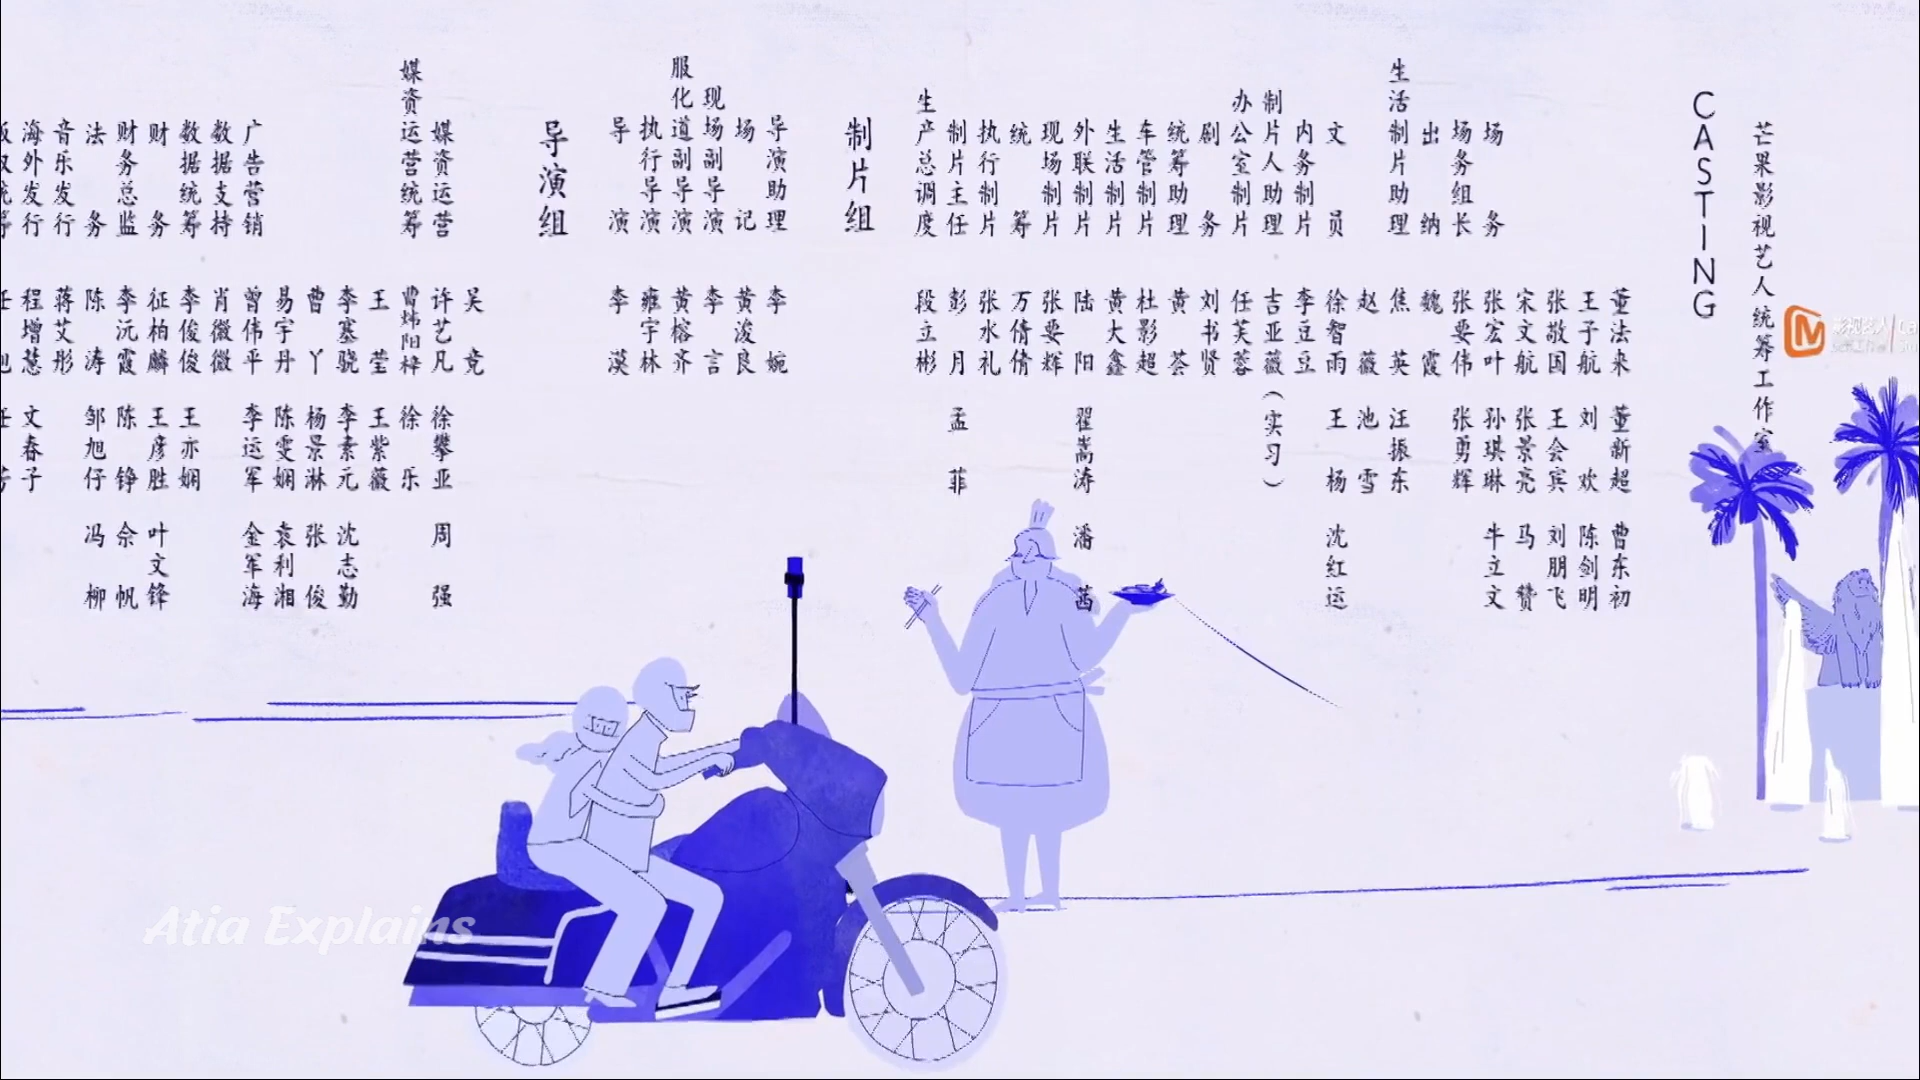 海外发行 程增慧 文春子
音乐发行 蒋艾彤
法务 陈涛 邹旭仔 冯柳
财务总监 李沅霞 陈铮 佘帆
财务 征柏麟 王彦胜 叶文锋
数据统筹 李俊俊 王亦娴
数据支持 肖微微
广告营销 曾伟平 李运军 金军海
易宇丹 陈雯娴 袁利湘
曹丫 杨景淋 张俊
李塞骁 李素元 沈志勤
王莹 王紫薇
媒资运营统筹 曹炜阳梓 徐乐
媒资运营 许艺凡 徐攀亚 周强
吴竞
导演组
导演 李漠
执行导演 雍宇林
服化道副导演 黄榕齐
现场副导演 李言
场记 黄浚良
导演助理 李婉
制片组
生产总调度 段立彬
制片主任 彭月 孟菲
执行制片 张水礼
统筹 万倩倩
现场制片 张要辉
外联制片 陆阳 翟嵩涛 潘茜
生活制片 黄大鑫
车管制片 杜影超
统筹助理 黄荟
剧务 刘书贤
办公室制片 任芙蓉
制片人助理 吉亚薇（实习）
内务制片 李豆豆
文员 徐智雨 王杨 沈红运
赵薇 池雪
生活制片助理 焦英 汪振东
出纳 魏霞
场务组长 张要伟 张勇辉
场务 张宏叶 孙琪琳 牛立文
宋文航 张景亮 马赞
张敬国 王会宾 刘朋飞
王子航 刘欢 陈剑明
董法来 董新超 曹东初
CASTING
芒果影视艺人统筹工作室
Atia Explains